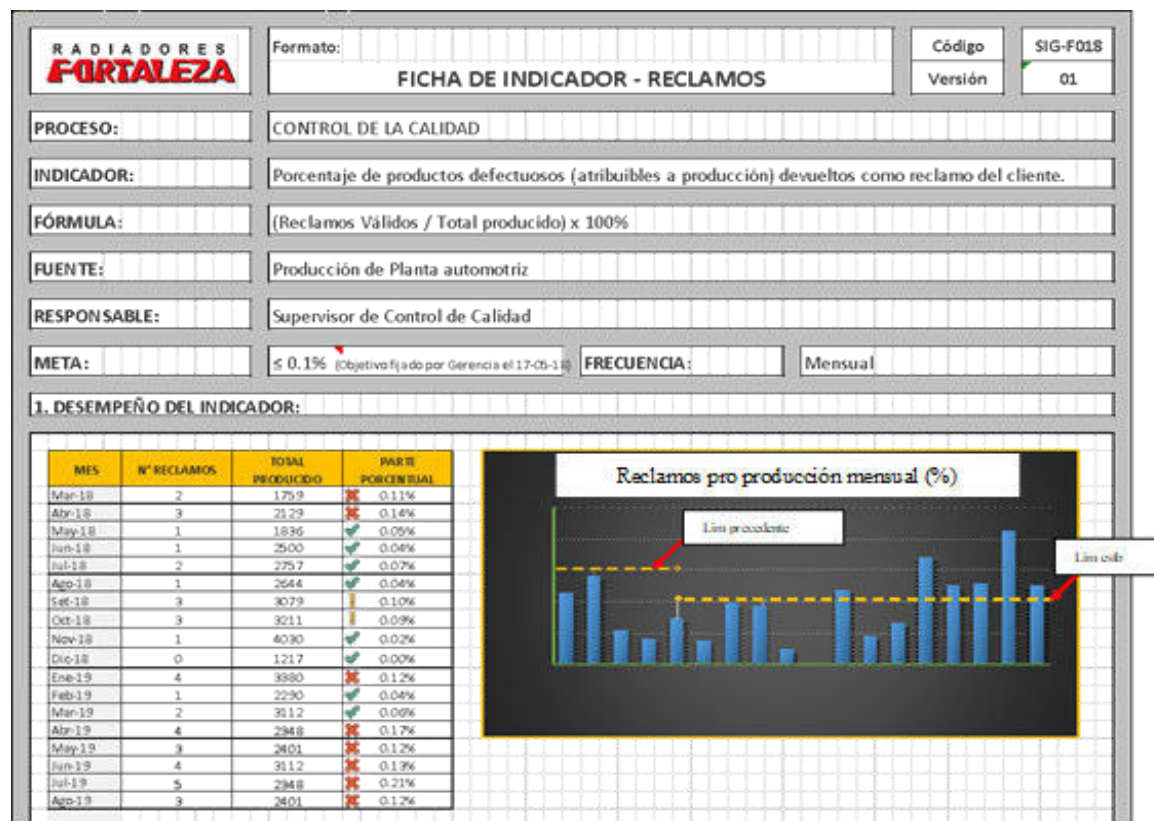 RADIADORES
FORTALEZA
Formato:
FICHA DE INDICADOR - RECLAMOS
Código
SIG-F018
Versión
01
PROCESO:
CONTROL DE LA CALIDAD
INDICADOR:
Porcentaje de productos defectuosos (atribuibles a producción) devueltos como reclamo del cliente.
FÓRMULA:
(Reclamos Válidos / Total producido) x 100%
FUENTE:
Producción de Planta automotriz
RESPONSABLE:
Supervisor de Control de Calidad
META:
≤ 0.1% (Objetivo fijado por Gerencia el 17-05-18)
FRECUENCIA:
Mensual
1. DESEMPEÑO DEL INDICADOR:
MES N° RECLAMOS TOTAL PRODUCIDO PARTE PORCENTUAL
Mar-18 2 1759 0.11%
Abr-18 3 2129 0.14%
May-18 1 1836 0.05%
Jun-18 1 2500 0.04%
Jul-18 2 2757 0.07%
Ago-18 1 2644 0.04%
Set-18 3 3079 0.10%
Oct-18 3 3211 0.09%
Nov-18 1 4030 0.02%
Dic-18 0 1217 0.00%
Ene-19 4 3380 0.12%
Feb-19 1 2290 0.04%
Mar-19 2 3112 0.06%
Abr-19 4 2348 0.17%
May-19 3 2401 0.12%
Jun-19 4 3112 0.13%
Jul-19 5 2348 0.21%
Ago-19 3 2401 0.12%
Reclamos pro producción mensual (%)
Lim precedente
Lim